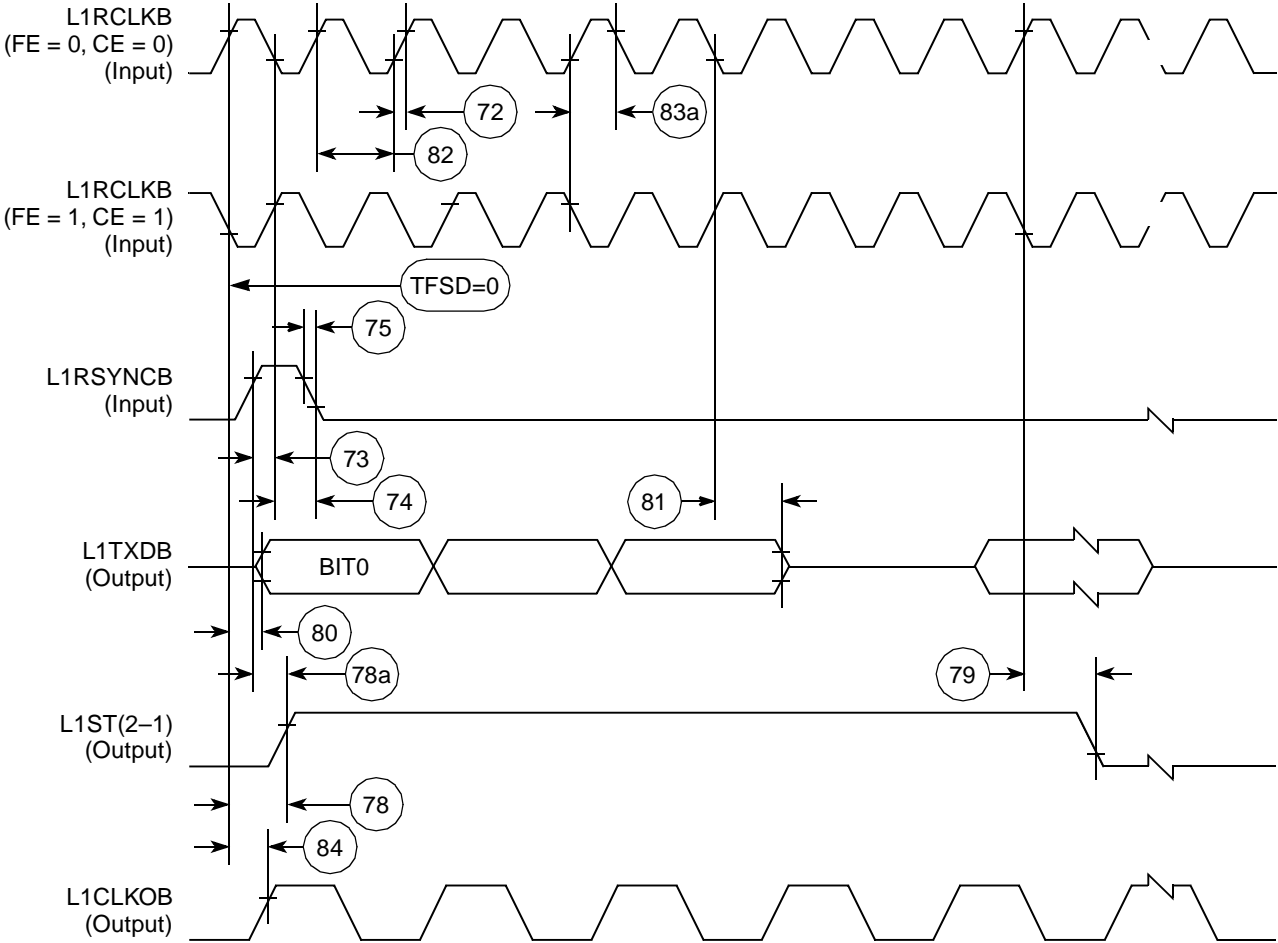 L1RCLKB
(FE = 0, CE = 0)
(Input)
72
83a
82
L1RCLKB
(FE = 1, CE = 1)
(Input)
TFSD=0
75
L1RSYNCB
(Input)
73
74
81
L1TXDB
(Output)
BIT0
80
78a
79
L1ST(2–1)
(Output)
78
84
L1CLKOB
(Output)